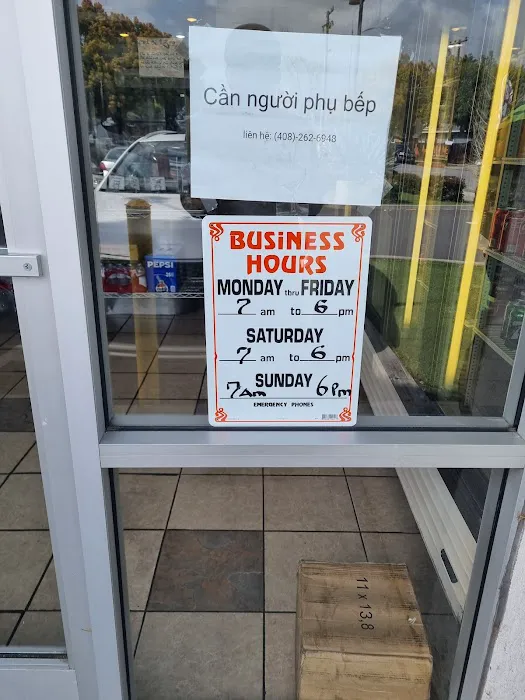 Cần người phụ bếp
liên hệ: (408)-262-6948
BUSINESS
HOURS
MONDAY thru FRIDAY
7 am to 6 pm
SATURDAY
7 am to 6 pm
SUNDAY
7Am 6Pm
EMERGENCY PHONES
PEPSI
11 x 13,8